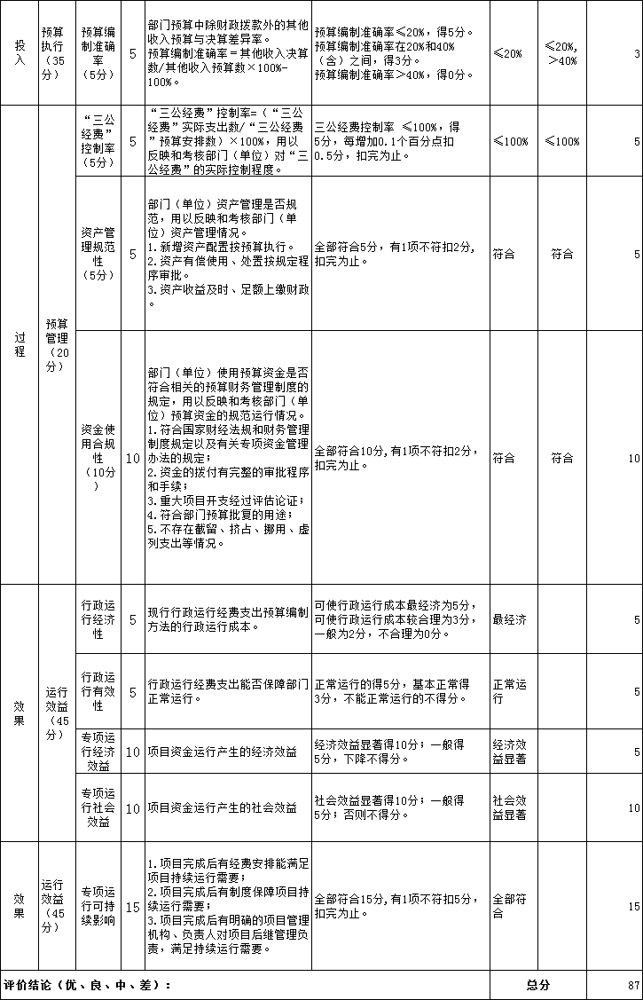 投入
预算执行（35分）
预算编制准确率（5分）
5
部门预算中除财政拨款外的其他
收入预算与决算差异率。
预算编制准确率＝其他收入决算
数/其他收入预算数×100%-
100%。
预算编制准确率≤20%，得5分。
预算编制准确率在20%和40%
（含）之间，得3分。
预算编制准确率＞40%，得0分。
≤20%
≤20%,
＞40%
3
过程
预算管理（20分）
“三公经费”控制率（5分）
5
“三公经费”控制率=（“三公
经费”实际支出数/“三公经费
”预算安排数）×100%，用以
反映和考核部门（单位）对“三
公经费”的实际控制程度。
三公经费控制率 ≤100%，得
5分，每增加0.1个百分点扣
0.5分，扣完为止。
≤100%
≤100%
5
资产管理规范性（5分）
5
部门（单位）资产管理是否规
范，用以反映和考核部门（单
位）资产管理情况。
1.新增资产配置按预算执行。
2.资产有偿使用、处置按规定程
序审批。
3.资产收益及时、足额上缴财政
。
全部符合5分，有1项不符扣2分，
扣完为止。
符合
符合
5
资金使用合规性（10分）
10
部门（单位）使用预算资金是否
符合相关的预算财务管理制度的
规定，用以反映和考核部门（单
位）预算资金的规范运行情况。
1.符合国家财经法规和财务管理
制度规定以及有关专项资金管理
办法的规定；
2.资金的拨付有完整的审批程序
和手续；
3.重大项目开支经过评估论证；
4.符合部门预算批复的用途；
5.不存在截留、挤占、挪用、虚
列支出等情况。
全部符合10分,有1项不符扣2分，
扣完为止。
符合
符合
10
效果
运行效益（45分）
行政运行经济性
5
现行行政运行经费支出预算编制
方法的行政运行成本。
可使行政运行成本最经济为5分，
可使行政运行成本较合理为3分，
一般为2分，不合理为0分。
最经济
5
行政运行有效性
5
行政运行经费支出能否保障部门
正常运行。
正常运行的得5分，基本正常得
3分，不能正常运行的不得分。
正常运行
5
专项运行经济效益
10
项目资金运行产生的经济效益
经济效益显著得10分；一般得
5分，下降不得分。
经济效益显著
5
专项运行社会效益
10
项目资金运行产生的社会效益
社会效益显著得10分；一般得
5分；否则不得分。
社会效益显著
10
效果
运行效益（45分）
专项运行可持续影响
15
1.项目完成后有经费安排能满足
项目持续运行需要；
2.项目完成后有制度保障项目持
续运行需要；
3.项目完成后有明确的项目管理
机构、负责人对项目后继管理负
责，满足持续运行需要。
全部符合15分,有1项不符扣5分，
扣完为止。
全部符合
15
评价结论（优、良、中、差）：
总分
87